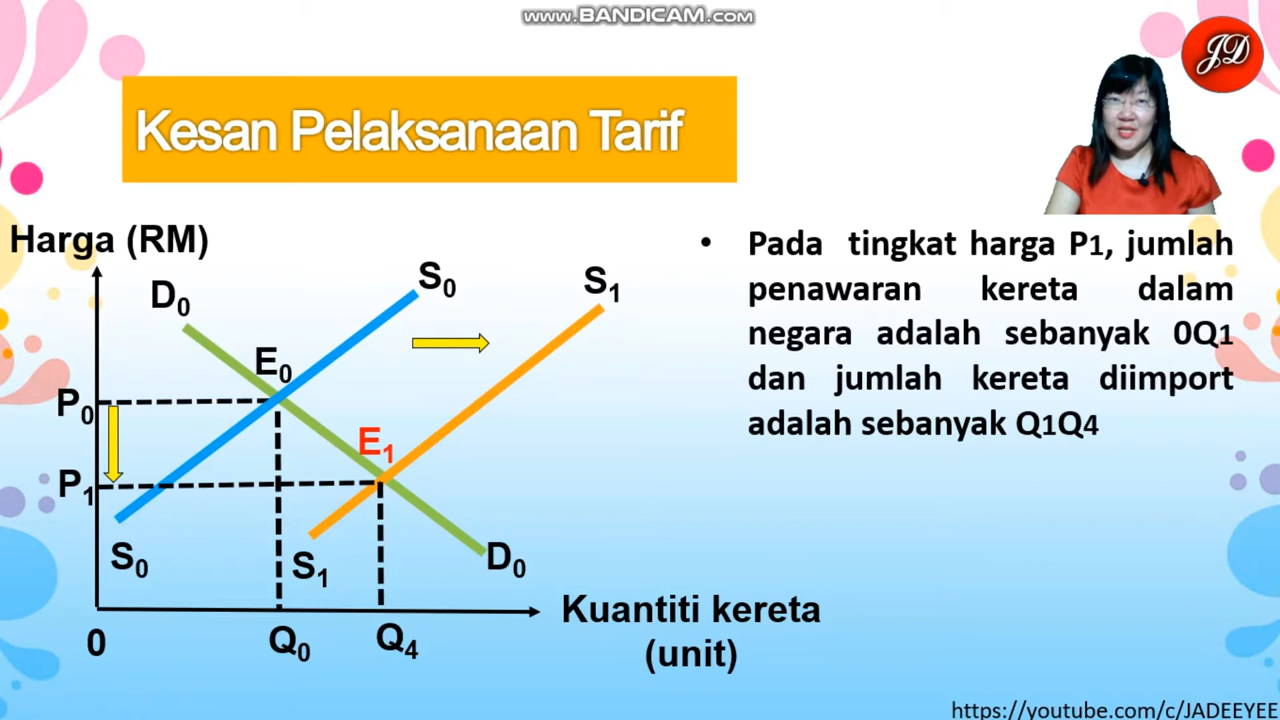 www.BANDICAM.com
JD
Kesan Pelaksanaan Tarif
Harga (RM)
D₀
S₀
S₁
E₀
P₀
E₁
P₁
S₀
S₁
D₀
0
Q₀
Q₄
Kuantiti kereta
(unit)
• Pada tingkat harga P1, jumlah
penawaran kereta dalam
negara adalah sebanyak 0Q1
dan jumlah kereta diimport
adalah sebanyak Q1Q4
https://youtube.com/c/JADEEYEE